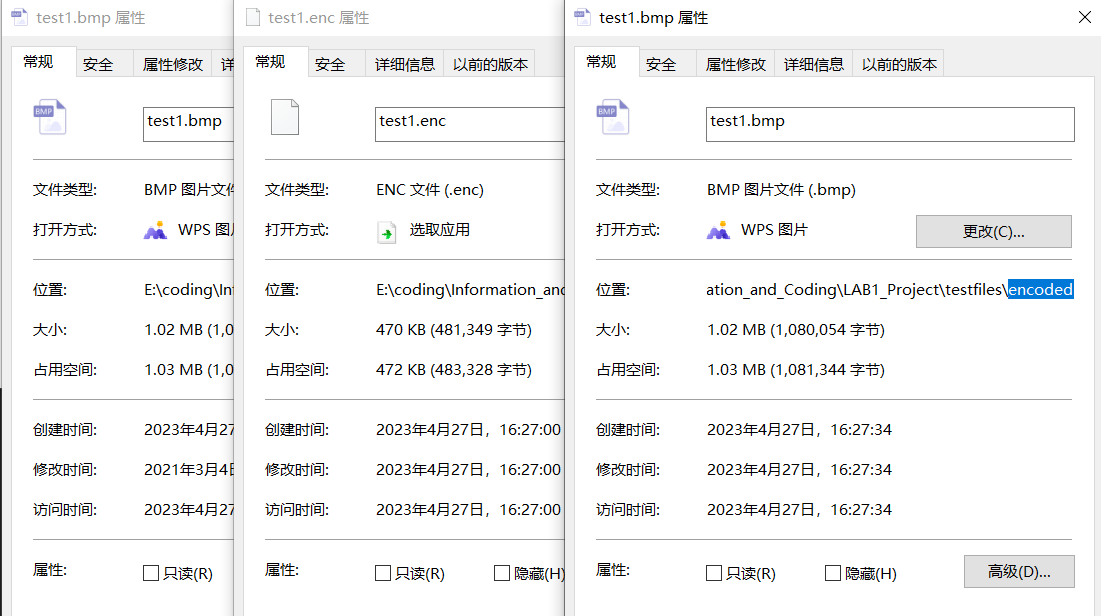 test1.bmp 属性
常规 安全 属性修改 详
BMP
test1.bmp
文件类型: BMP 图片文件
打开方式: WPS 图片
位置: E:\coding\In
大小: 1.02 MB (1,0
占用空间: 1.03 MB (1,0
创建时间: 2023年4月27
修改时间: 2021年3月4日
访问时间: 2023年4月27
属性: 只读(R)
test1.enc 属性
常规 安全 详细信息 以前的版本
test1.enc
文件类型: ENC 文件 (.enc)
打开方式: 选取应用
位置: E:\coding\Information_and
大小: 470 KB (481,349 字节)
占用空间: 472 KB (483,328 字节)
创建时间: 2023年4月27日，16:27:00
修改时间: 2023年4月27日，16:27:00
访问时间: 2023年4月27日，16:27:00
属性: 只读(R) 隐藏(H)
test1.bmp 属性
常规 安全 属性修改 详细信息 以前的版本
BMP
test1.bmp
文件类型: BMP 图片文件 (.bmp)
打开方式: WPS 图片 更改(C)...
位置: ation_and_Coding\LAB1_Project\testfiles\encoded
大小: 1.02 MB (1,080,054 字节)
占用空间: 1.03 MB (1,081,344 字节)
创建时间: 2023年4月27日，16:27:34
修改时间: 2023年4月27日，16:27:34
访问时间: 2023年4月27日，16:27:34
属性: 只读(R) 隐藏(H) 高级(D)...